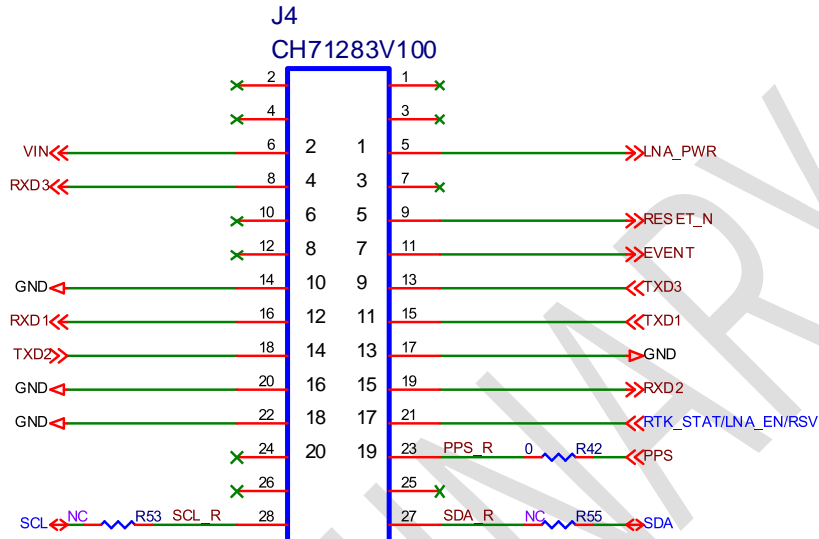 J4
CH71283V100
2 1
4 3
VIN 6 2 1 5 LNA_PWR
RXD3 8 4 3 7
10 6 5 9 RESET_N
12 8 7 11 EVENT
GND 14 10 9 13 TXD3
RXD1 16 12 11 15 TXD1
TXD2 18 14 13 17 GND
GND 20 16 15 19 RXD2
GND 22 18 17 21 RTK_STAT/LNA_EN/RSV
24 20 19 23 PPS_R 0 R42 PPS
26 25
SCL NC R53 SCL_R 28 27 SDA_R NC R55 SDA